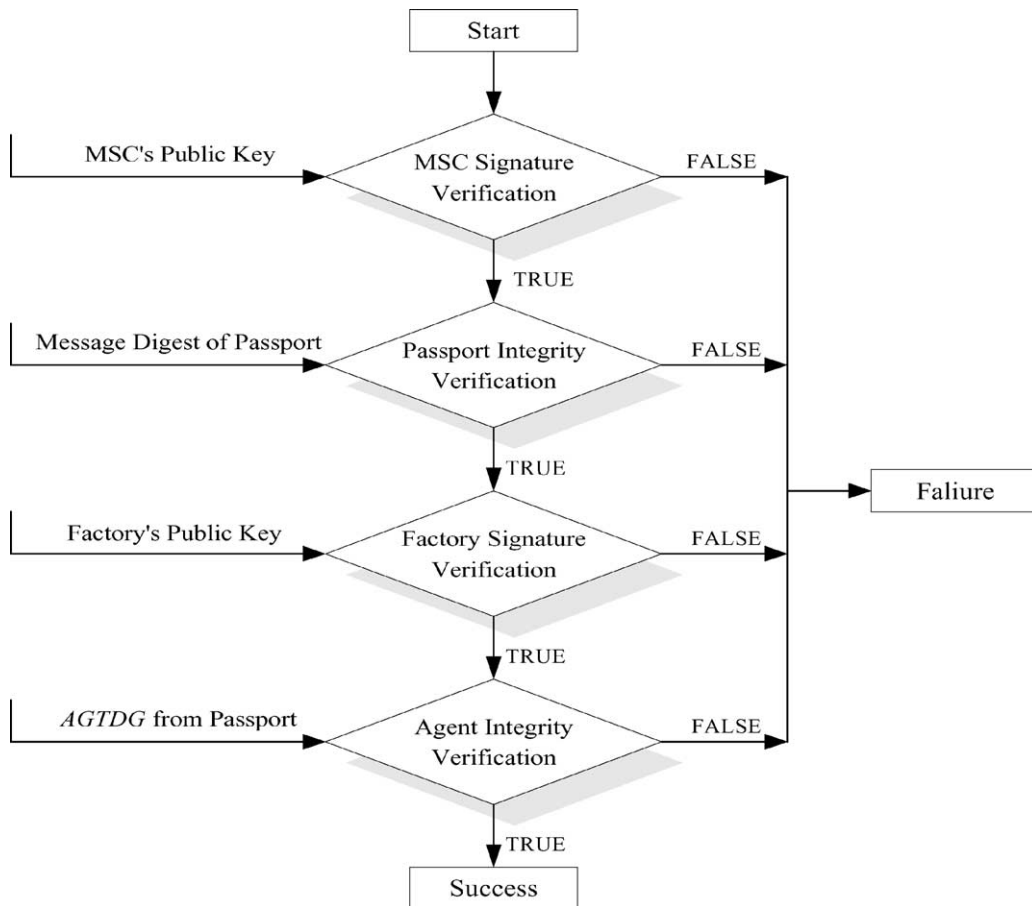 Start
MSC's Public Key
MSC Signature
Verification
FALSE
TRUE
Message Digest of Passport
Passport Integrity
Verification
FALSE
TRUE
Faliure
Factory's Public Key
Factory Signature
Verification
FALSE
TRUE
AGTDG from Passport
Agent Integrity
Verification
FALSE
TRUE
Success